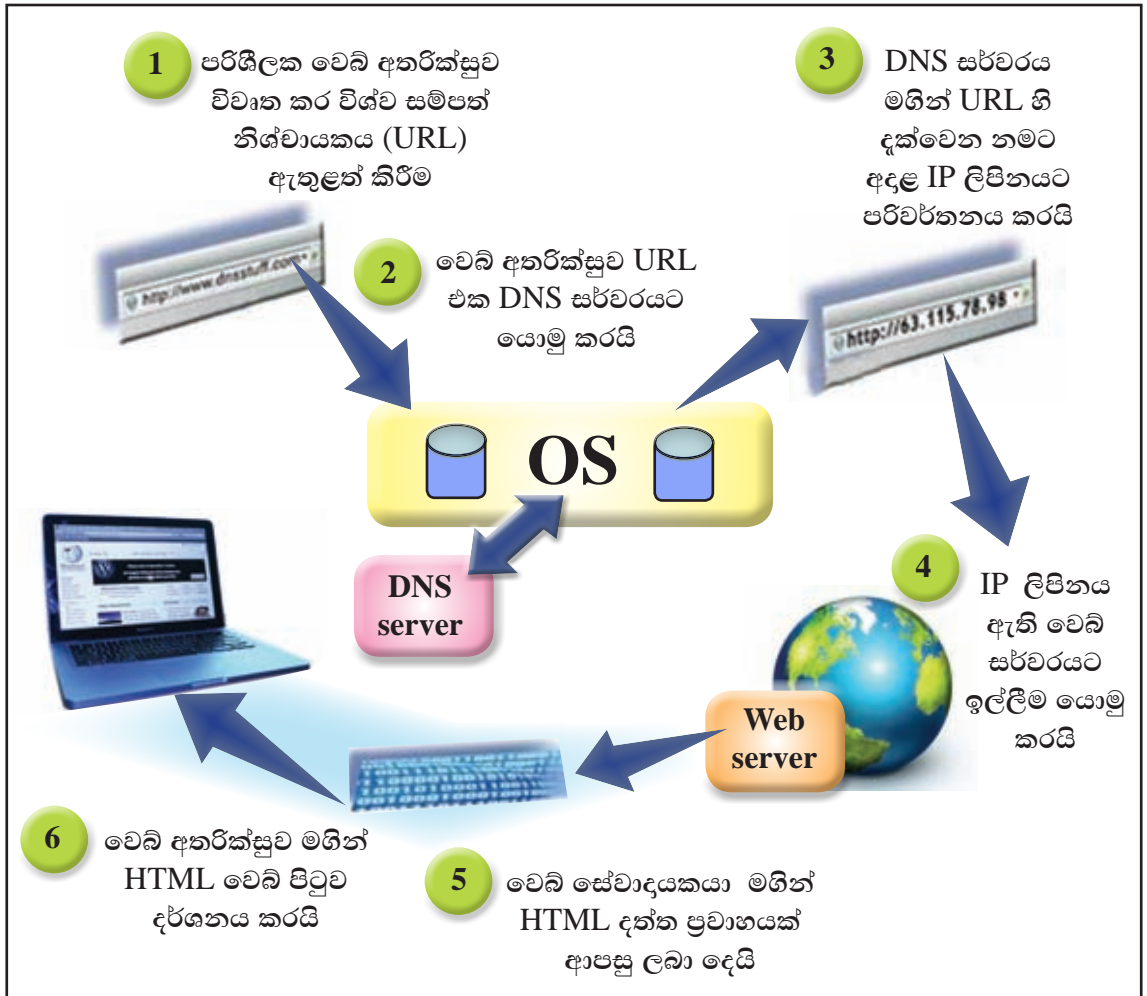 1
පරිශීලක වෙබ් අතරික්සුව
විවෘත කර විශ්ව සම්පත්
නිශ්චායකය (URL)
ඇතුළත් කිරීම
2
වෙබ් අතරික්සුව URL
එක DNS සර්වරයට
යොමු කරයි
3
DNS සර්වරය
මගින් URL හි
දැක්වෙන නමට
අදාළ IP ලිපිනයට
පරිවර්තනය කරයි
http://www.dnsstuff.com
http://63.115.78.98
OS
DNS
server
4
IP ලිපිනය
ඇති වෙබ්
සර්වරයට
ඉල්ලීම යොමු
කරයි
Web
server
5
වෙබ් සේවාදායකයා මගින්
HTML දත්ත ප්‍රවාහයක්
ආපසු ලබා දෙයි
6
වෙබ් අතරික්සුව මගින්
HTML වෙබ් පිටුව
දර්ශනය කරයි